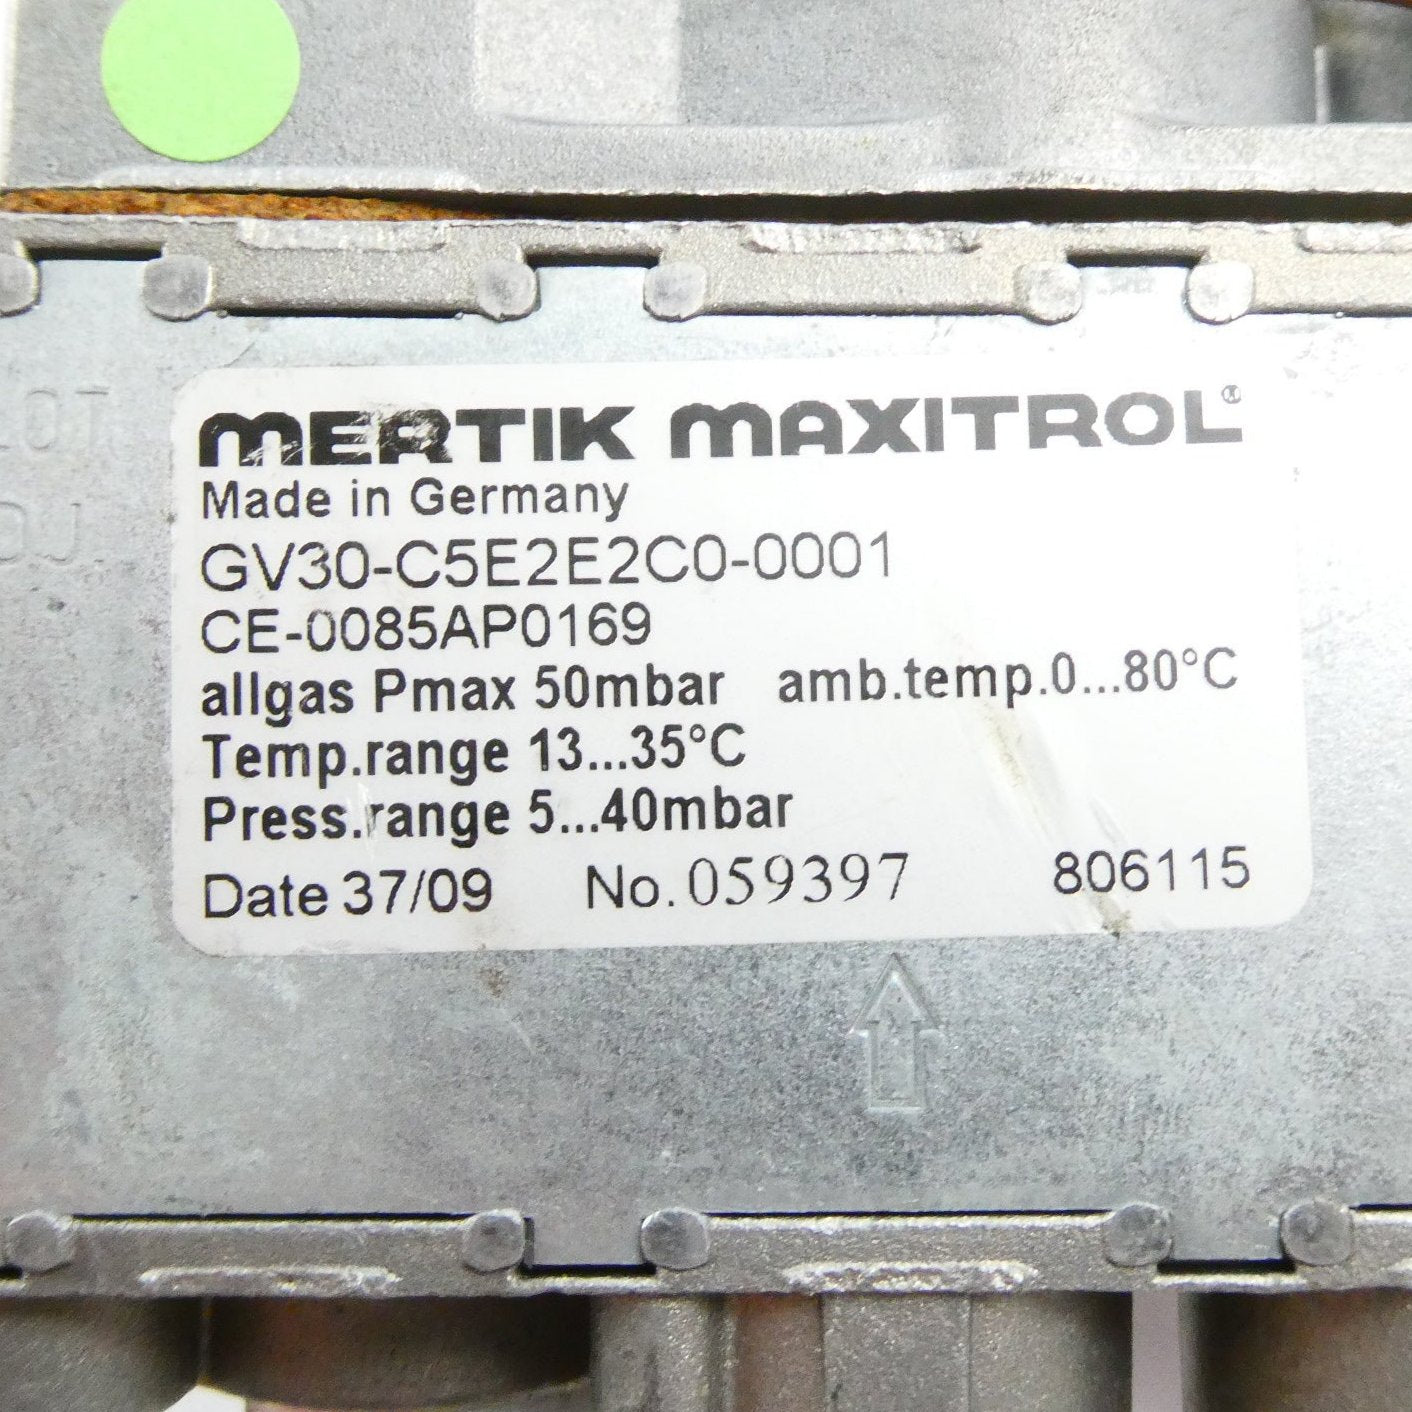 MERTIK MAXITROL®
Made in Germany
GV30-C5E2E2C0-0001
CE-0085AP0169
allgas Pmax 50mbar amb.temp.0...80°C
Temp.range 13...35°C
Press.range 5...40mbar
Date 37/09 No. 059397 806115